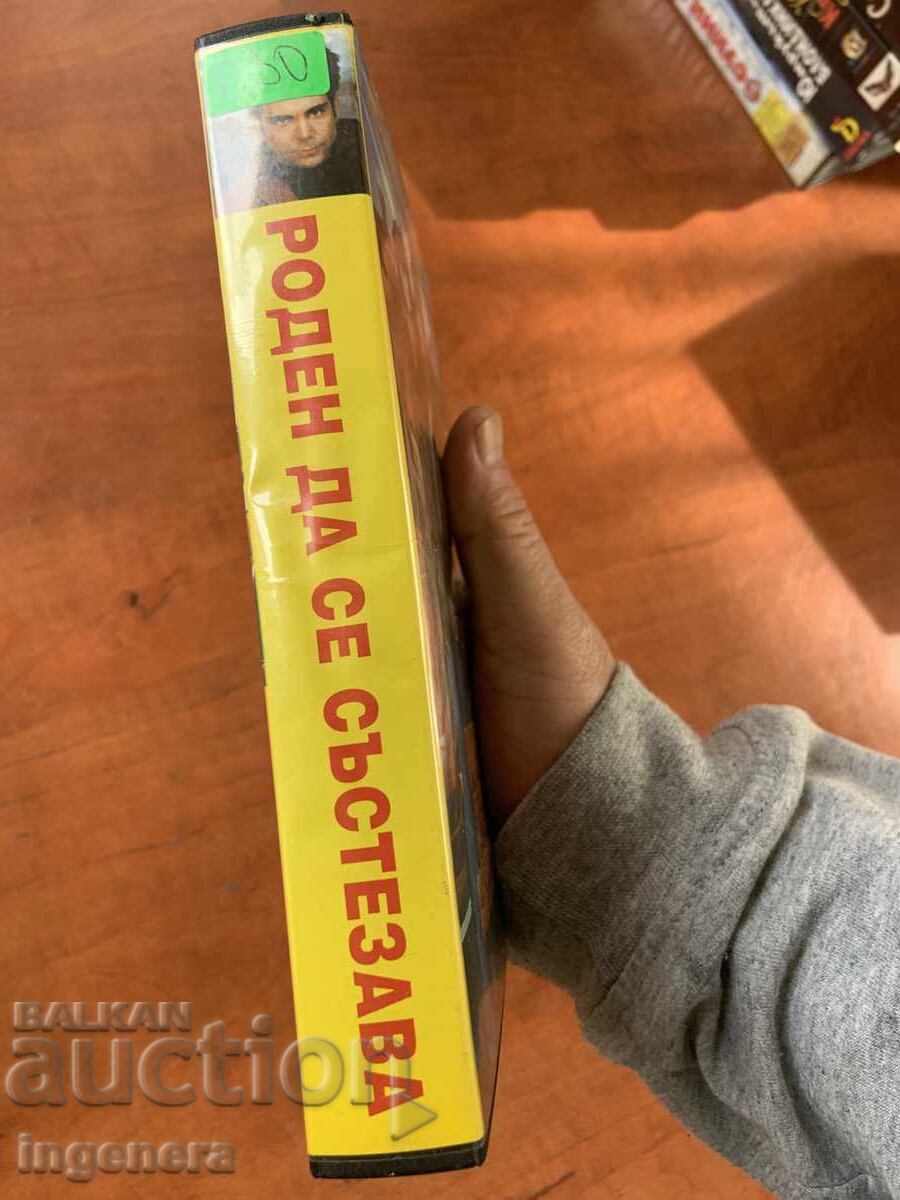 РОДЕН ДА СЕ СЪСТЕЗАВА
BALKAN
auction
ingenera